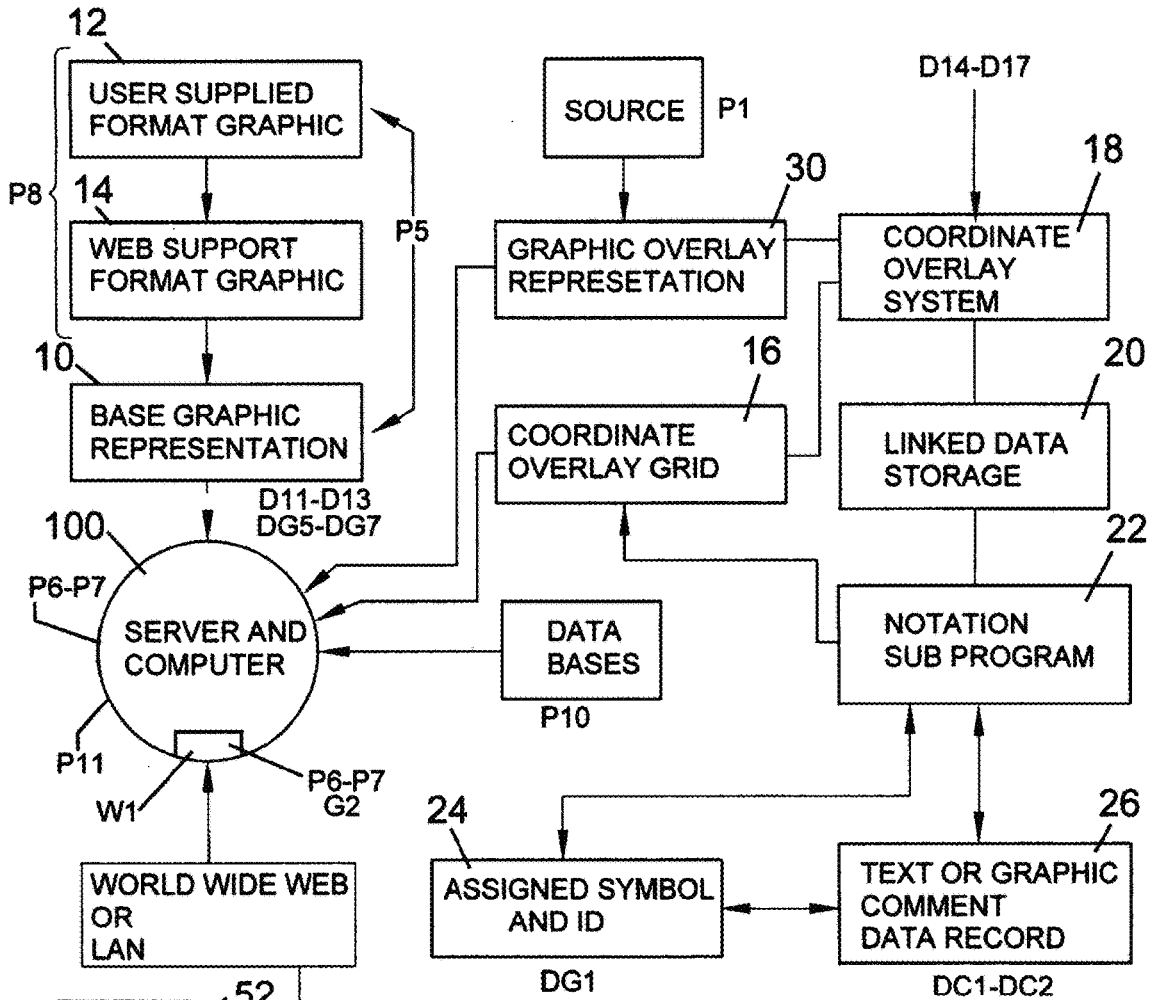 12
USER SUPPLIED
FORMAT GRAPHIC
P8
14
WEB SUPPORT
FORMAT GRAPHIC
P5
10
BASE GRAPHIC
REPRESENTATION
D11-D13
DG5-DG7
100
P6-P7
SERVER AND
COMPUTER
P11
W1
P6-P7
G2
WORLD WIDE WEB
OR
LAN
52
SOURCE
P1
30
GRAPHIC OVERLAY
REPRESETATION
16
COORDINATE
OVERLAY GRID
DATA
BASES
P10
D14-D17
18
COORDINATE
OVERLAY
SYSTEM
20
LINKED DATA
STORAGE
22
NOTATION
SUB PROGRAM
24
ASSIGNED SYMBOL
AND ID
DG1
26
TEXT OR GRAPHIC
COMMENT
DATA RECORD
DC1-DC2